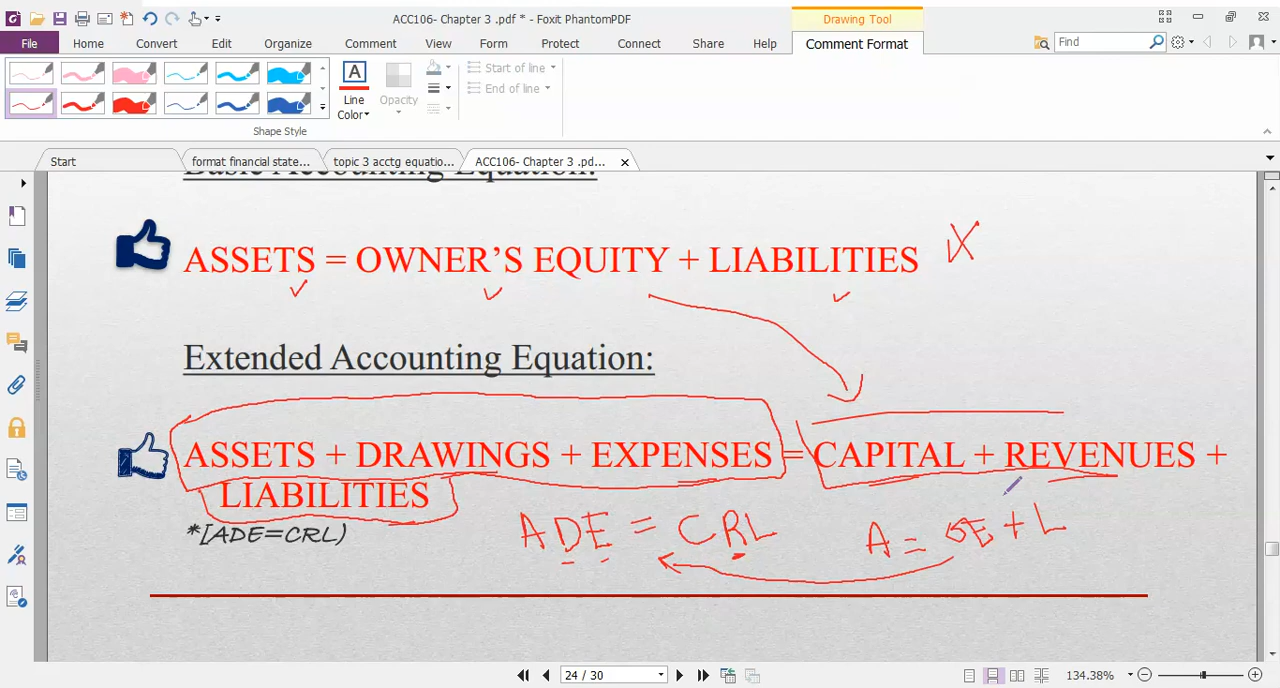 ACC106- Chapter 3 .pdf * - Foxit PhantomPDF
Drawing Tool
File Home Convert Edit Organize Comment View Form Protect Connect Share Help Comment Format Find
A
Line Color
Opacity
Start of line
End of line
Shape Style
Start
format financial state...
topic 3 acctg equatio...
ACC106- Chapter 3 .pd...
Basic Accounting Equation:
ASSETS = OWNER'S EQUITY + LIABILITIES X
Extended Accounting Equation:
ASSETS + DRAWINGS + EXPENSES = CAPITAL + REVENUES +
LIABILITIES
*[ADE=CRL)
ADE = CRL
A = OE + L
24 / 30
134.38%